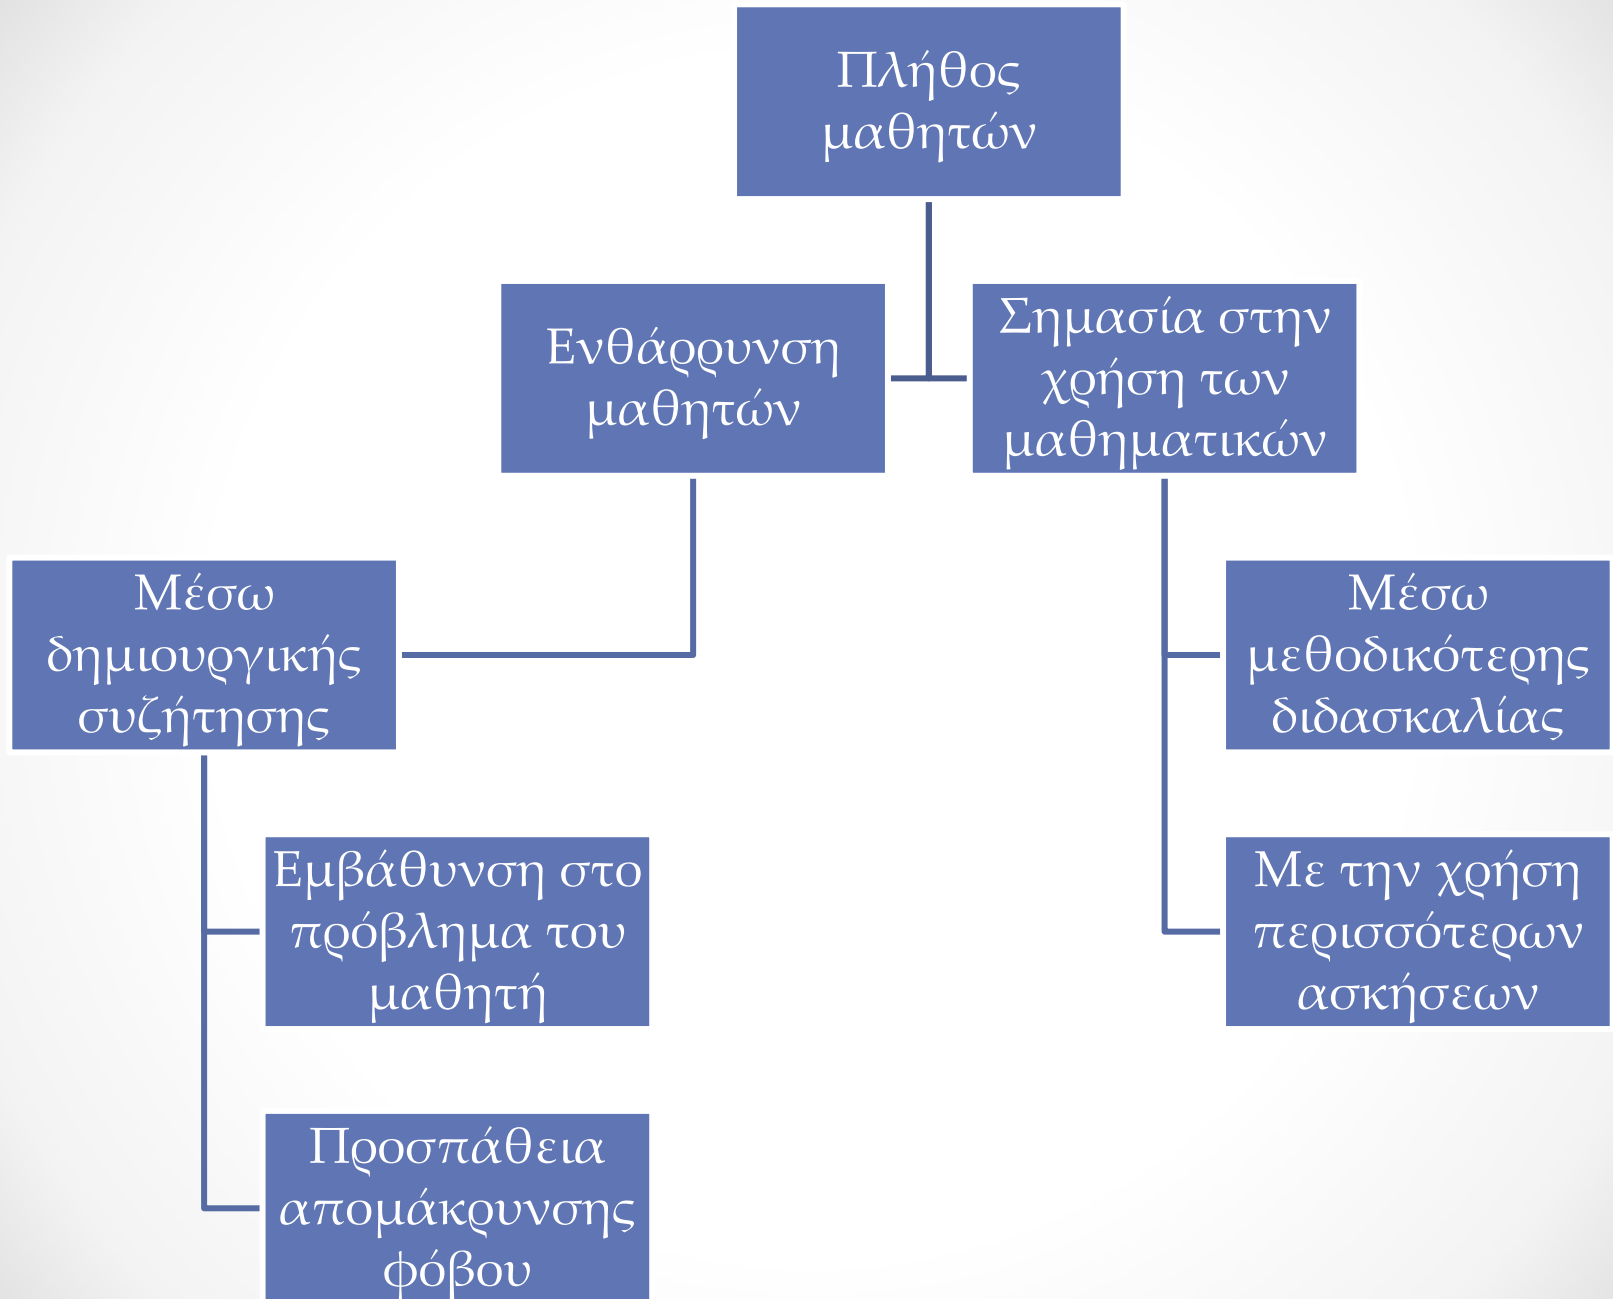 Πλήθος
μαθητών
Ενθάρρυνση
μαθητών
Σημασία στην
χρήση των
μαθηματικών
Μέσω
δημιουργικής
συζήτησης
Μέσω
μεθοδικότερης
διδασκαλίας
Εμβάθυνση στο
πρόβλημα του
μαθητή
Με την χρήση
περισσότερων
ασκήσεων
Προσπάθεια
απομάκρυνσης
φόβου